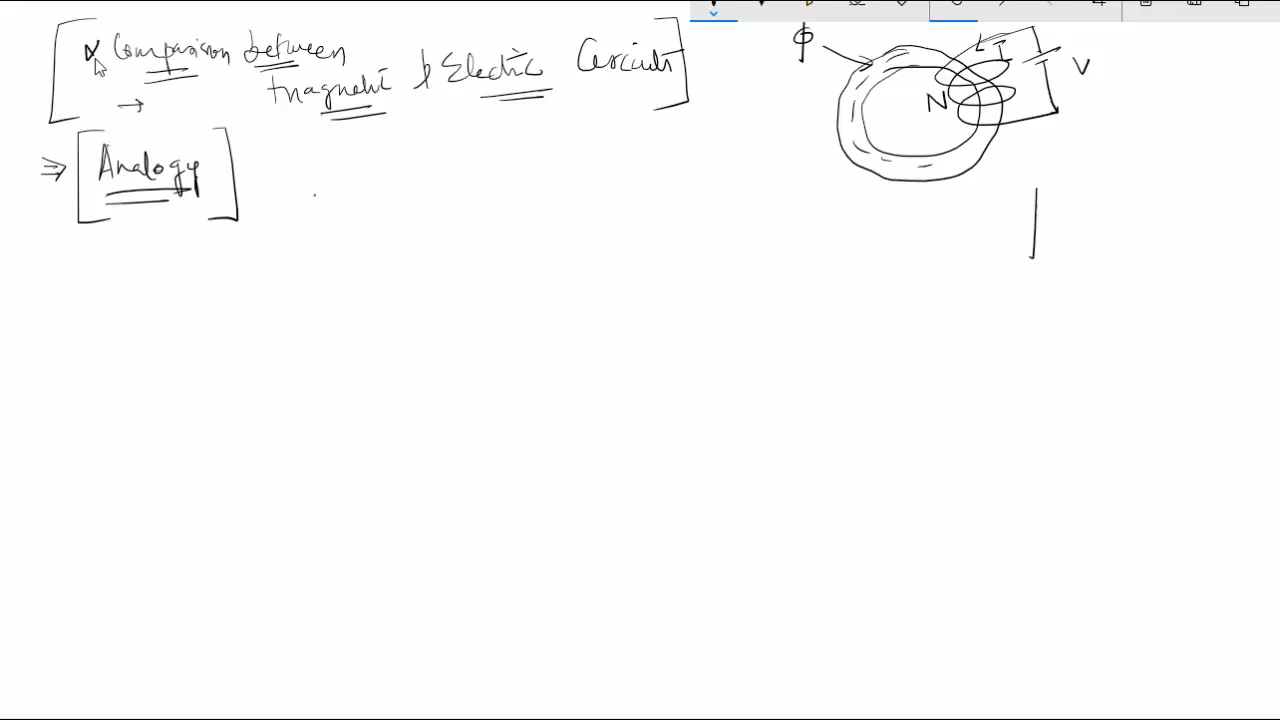 * Comparision between
magnetic & Electric Circuits
→
⇒ [Analogy]
Φ
I
V
N